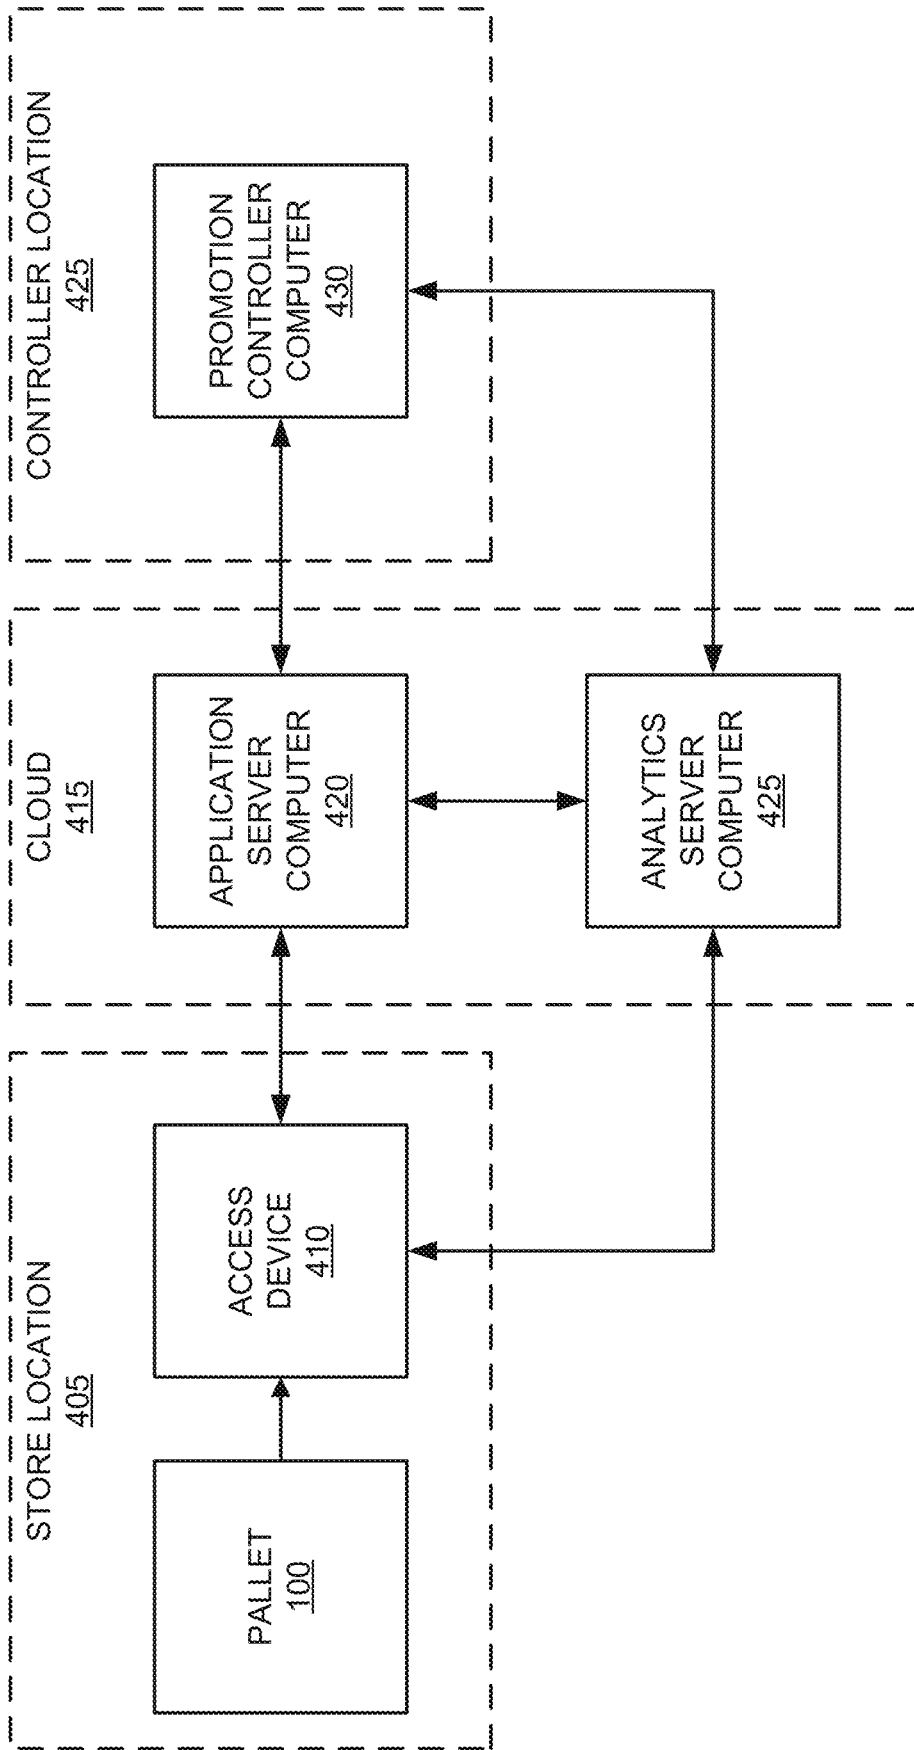 STORE LOCATION
405
PALLET
100
ACCESS
DEVICE
410
CLOUD
415
APPLICATION
SERVER
COMPUTER
420
ANALYTICS
SERVER
COMPUTER
425
CONTROLLER LOCATION
425
PROMOTION
CONTROLLER
COMPUTER
430